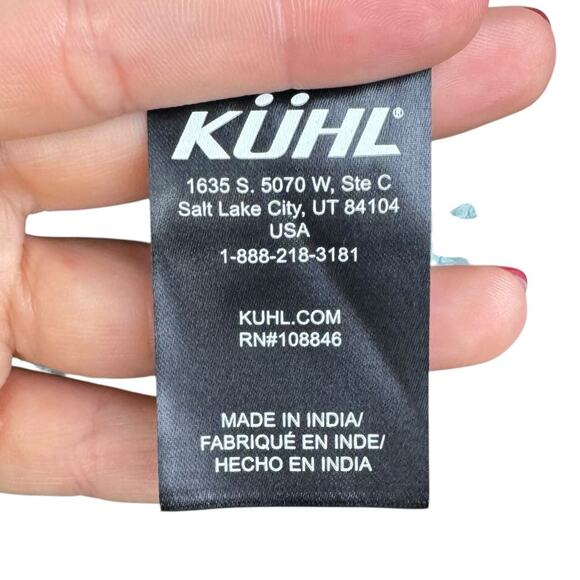 KÜHL®
1635 S. 5070 W, Ste C
Salt Lake City, UT 84104
USA
1-888-218-3181
KUHL.COM
RN#108846
MADE IN INDIA/
FABRIQUÉ EN INDE/
HECHO EN INDIA